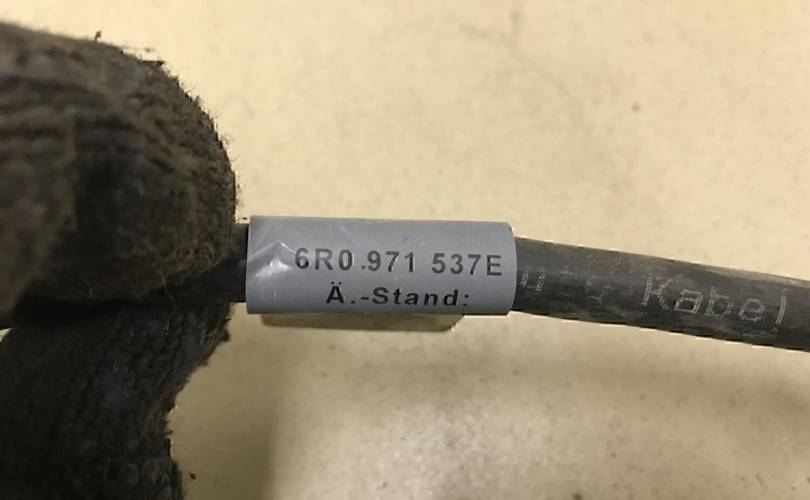 6R0.971 537E
Ä.-Stand:
Kabel